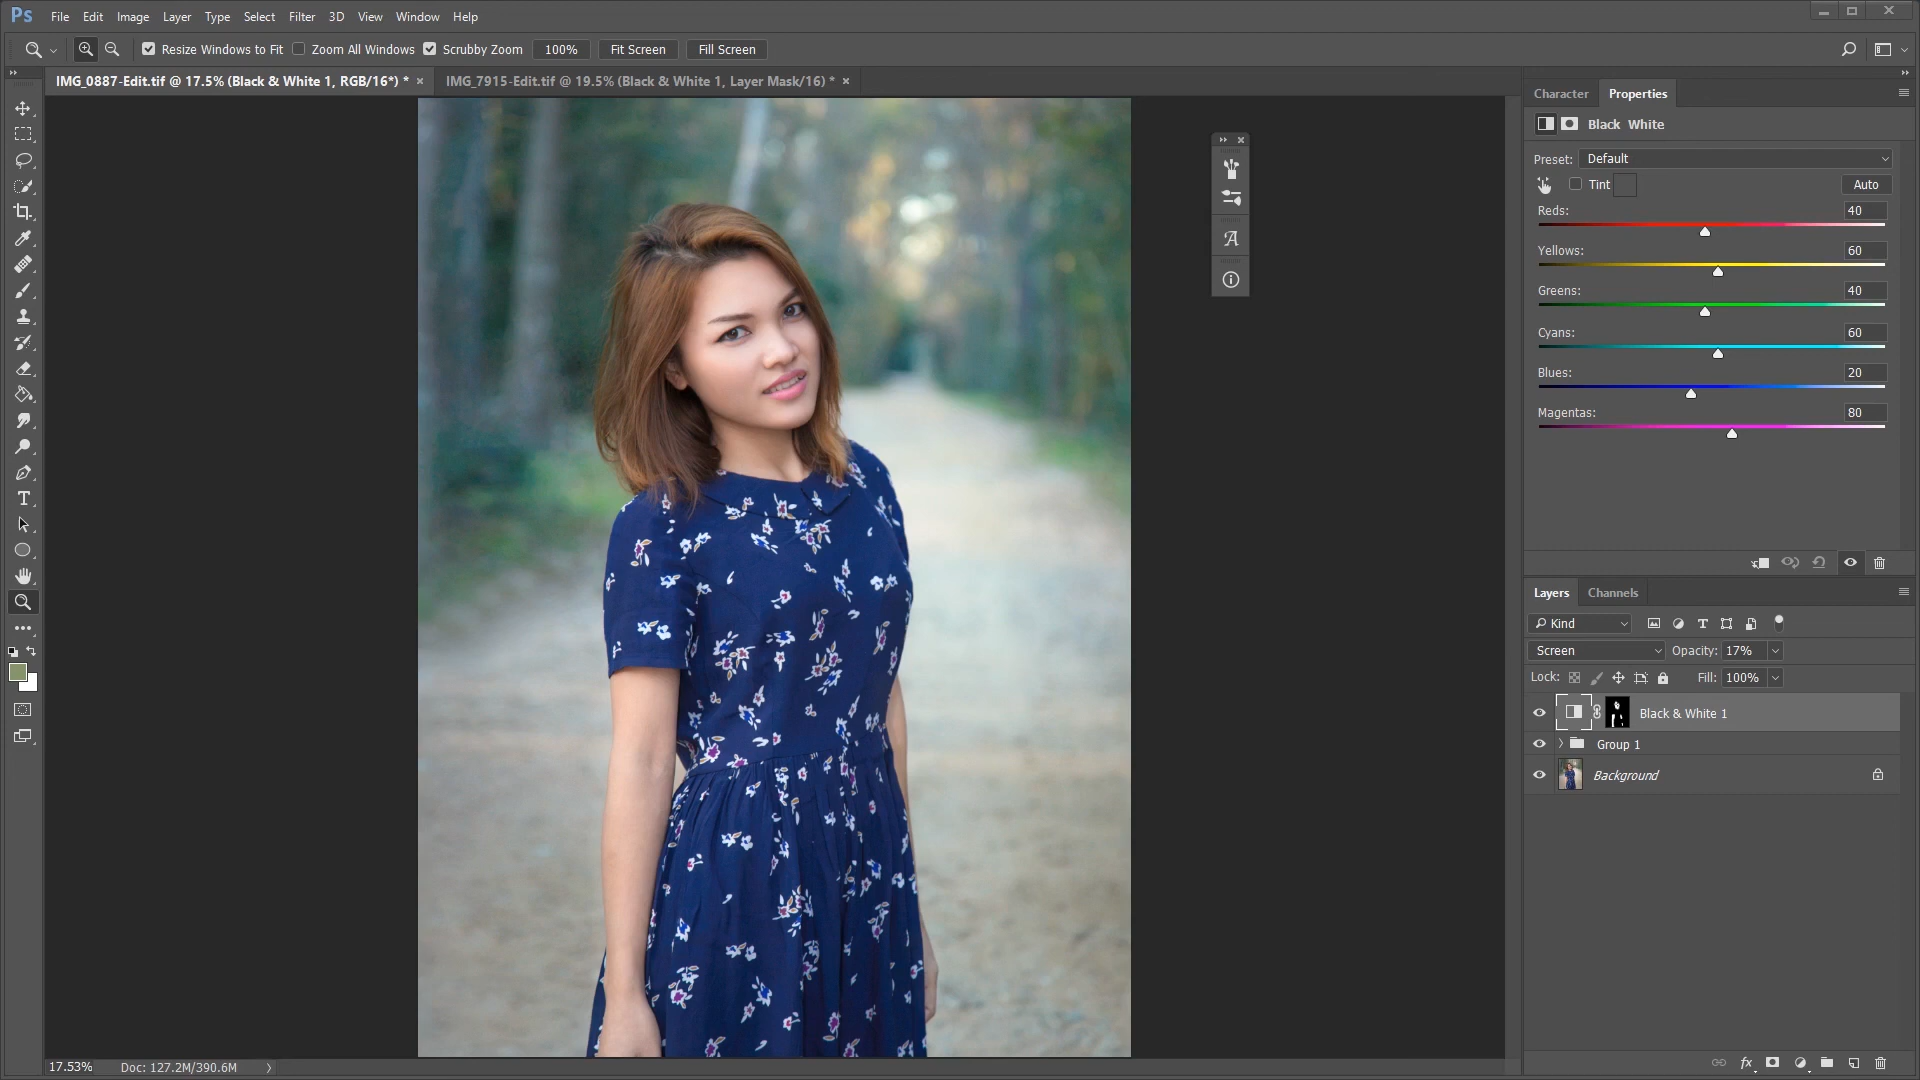 Ps File Edit Image Layer Type Select Filter 3D View Window Help
Resize Windows to Fit Zoom All Windows Scrubby Zoom 100% Fit Screen Fill Screen
IMG_0887-Edit.tif @ 17.5% (Black & White 1, RGB/16*) * × IMG_7915-Edit.tif @ 19.5% (Black & White 1, Layer Mask/16) * ×
Character Properties
Black White
Preset: Default
Tint Auto
Reds: 40
Yellows: 60
Greens: 40
Cyans: 60
Blues: 20
Magentas: 80
Layers Channels
Kind
Screen Opacity: 17%
Lock: Fill: 100%
Black & White 1
Group 1
Background
fx
17.53% Doc: 127.2M/390.6M